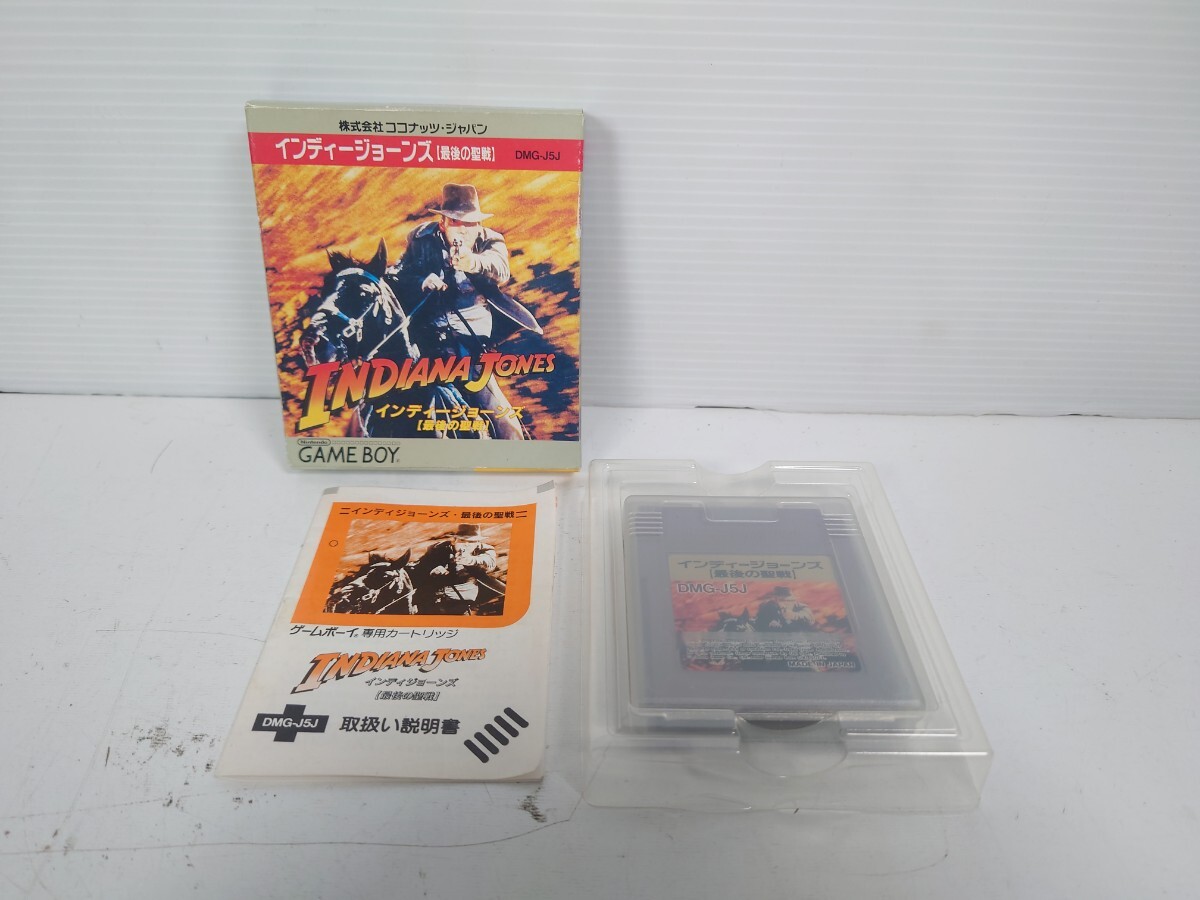 株式会社 ココナッツ・ジャパン
インディージョーンズ【最後の聖戦】 DMG-J5J
INDIANA JONES
インディージョーンズ
【最後の聖戦】
Nintendo
GAME BOY
インディジョーンズ・最後の聖戦
ゲームボーイ®専用カートリッジ
INDIANA JONES
インディジョーンズ
【最後の聖戦】
DMG-J5J 取扱い説明書
インディージョーンズ
【最後の聖戦】
DMG-J5J
MADE IN JAPAN